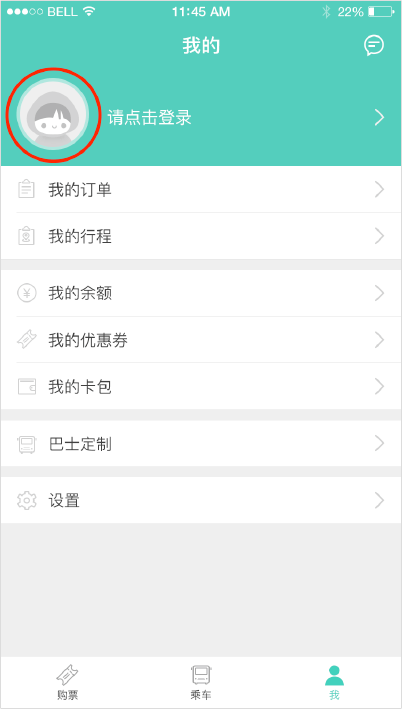 BELL 11:45 AM 22%
我的
请点击登录
我的订单
我的行程
我的余额
我的优惠券
我的卡包
巴士定制
设置
购票 乘车 我